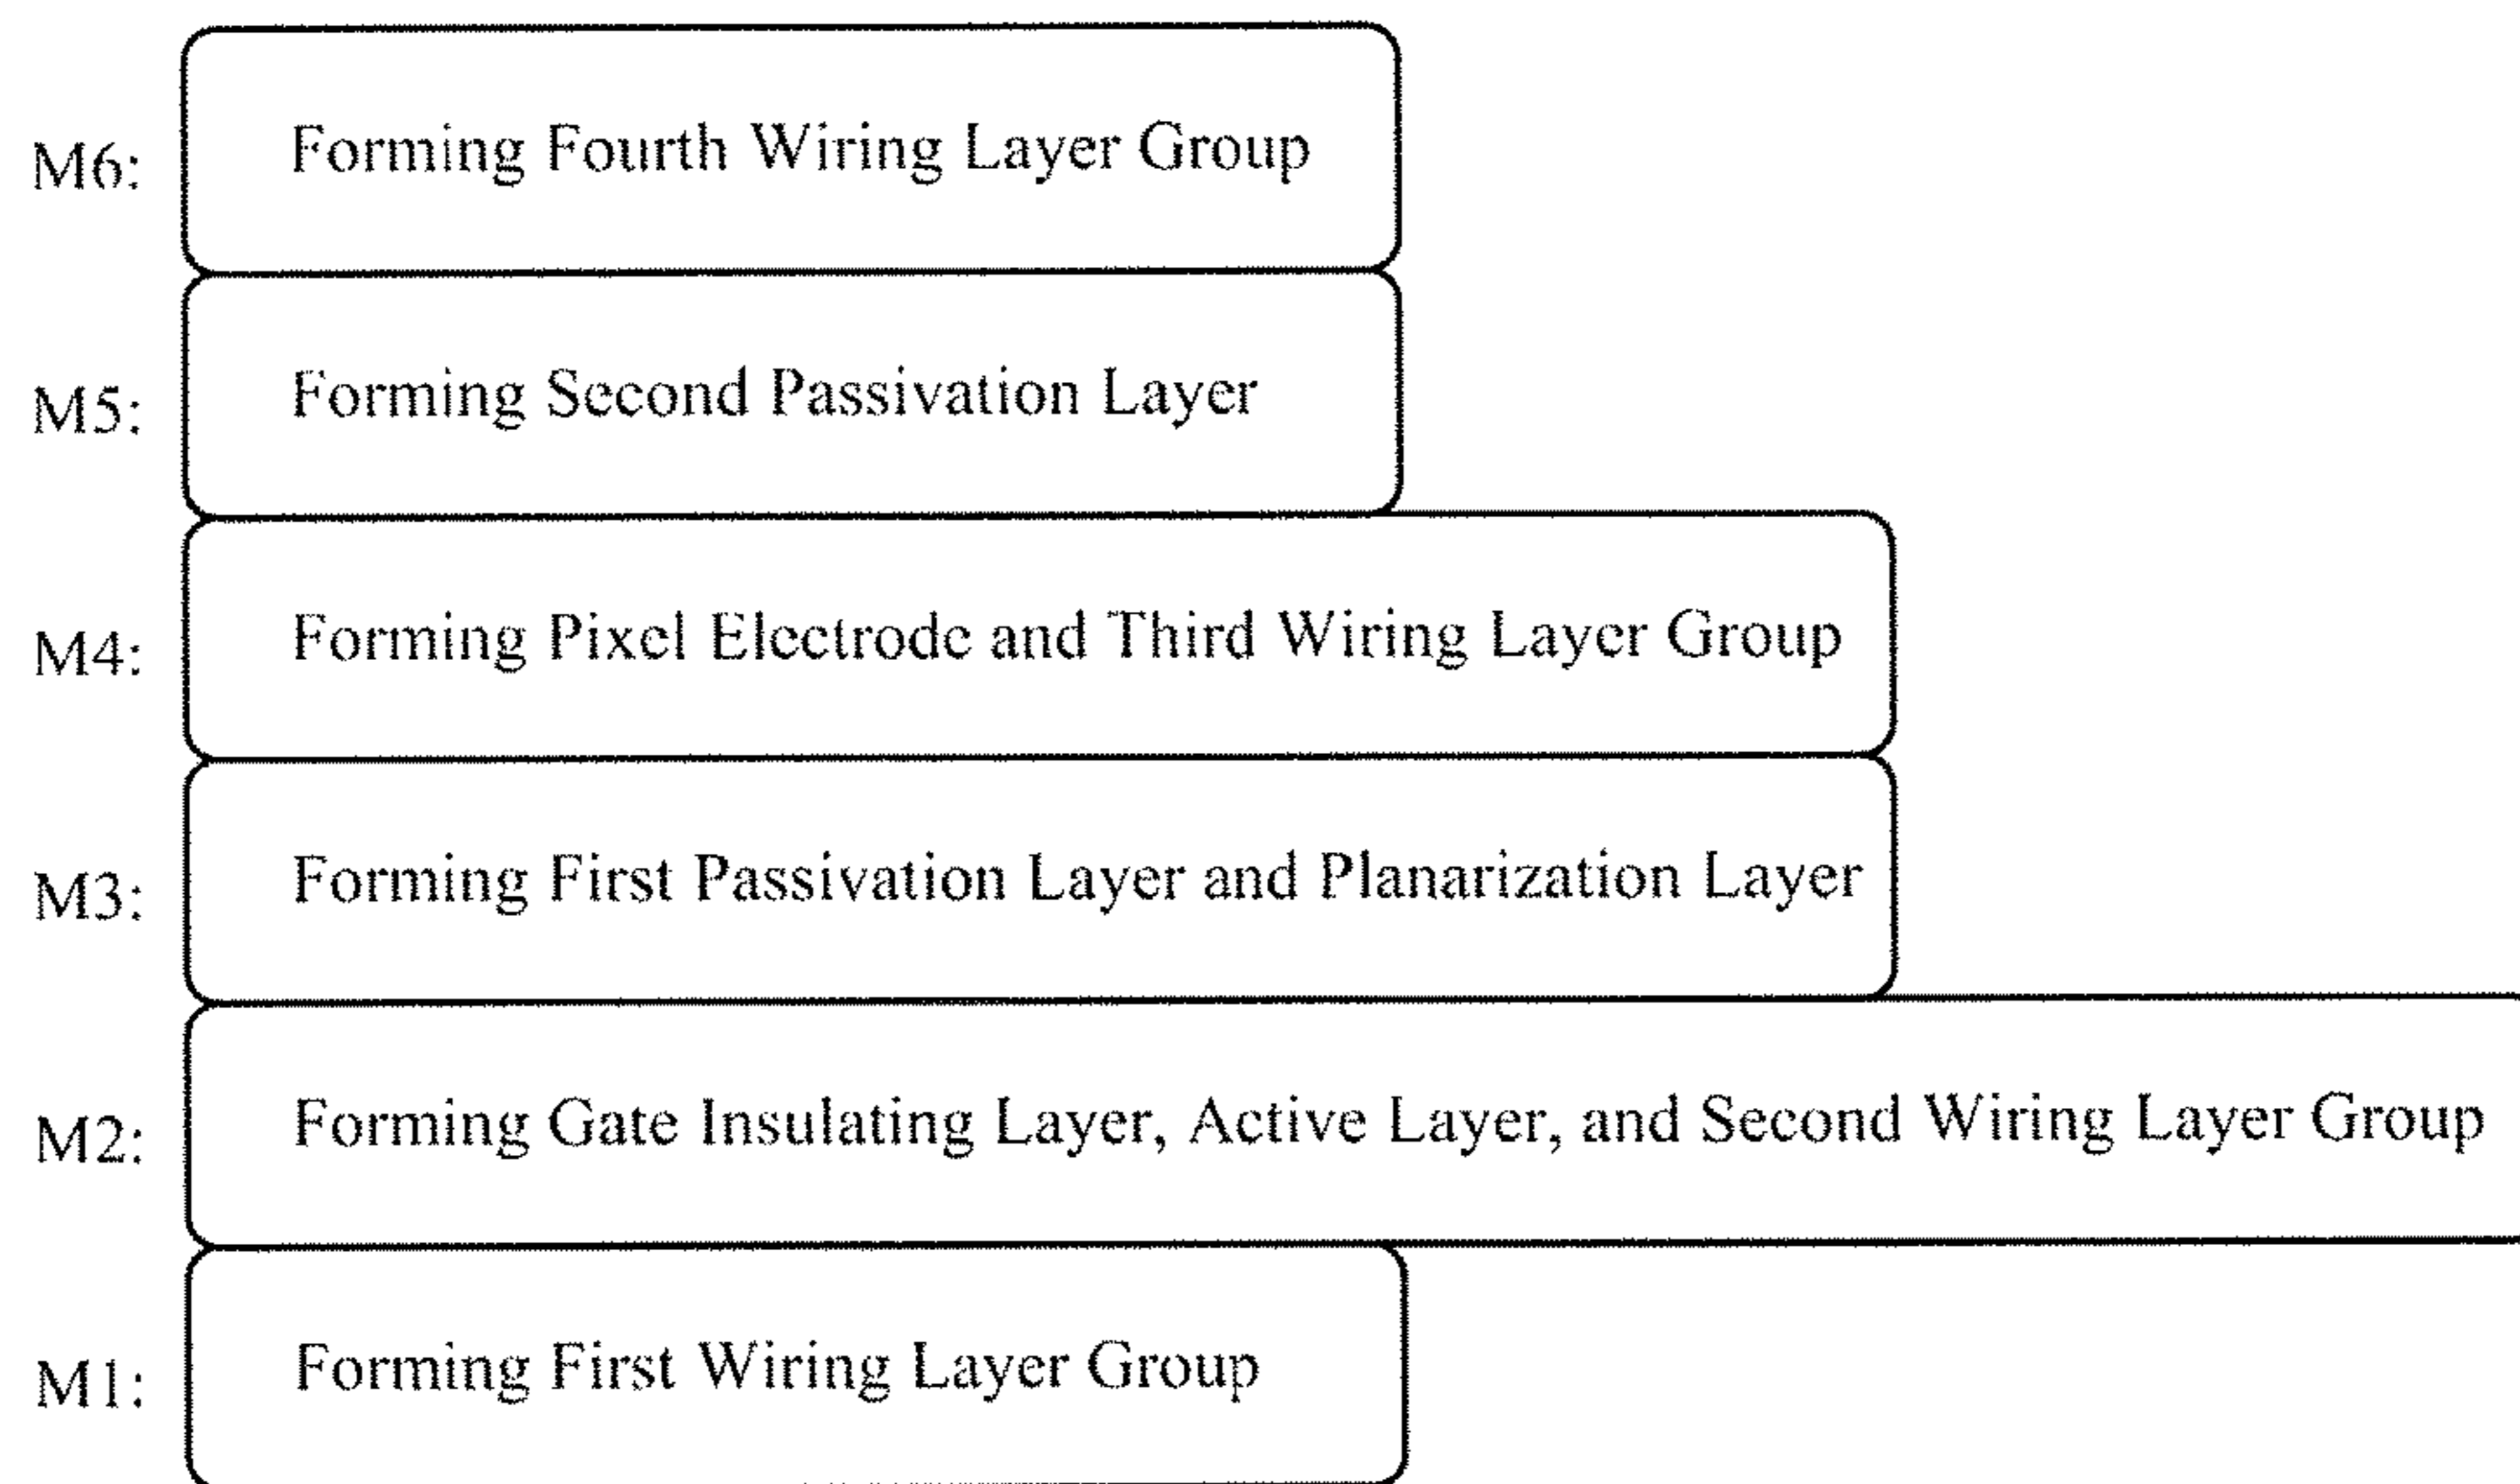 M6: Forming Fourth Wiring Layer Group
M5: Forming Second Passivation Layer
M4: Forming Pixel Electrode and Third Wiring Layer Group
M3: Forming First Passivation Layer and Planarization Layer
M2: Forming Gate Insulating Layer, Active Layer, and Second Wiring Layer Group
M1: Forming First Wiring Layer Group